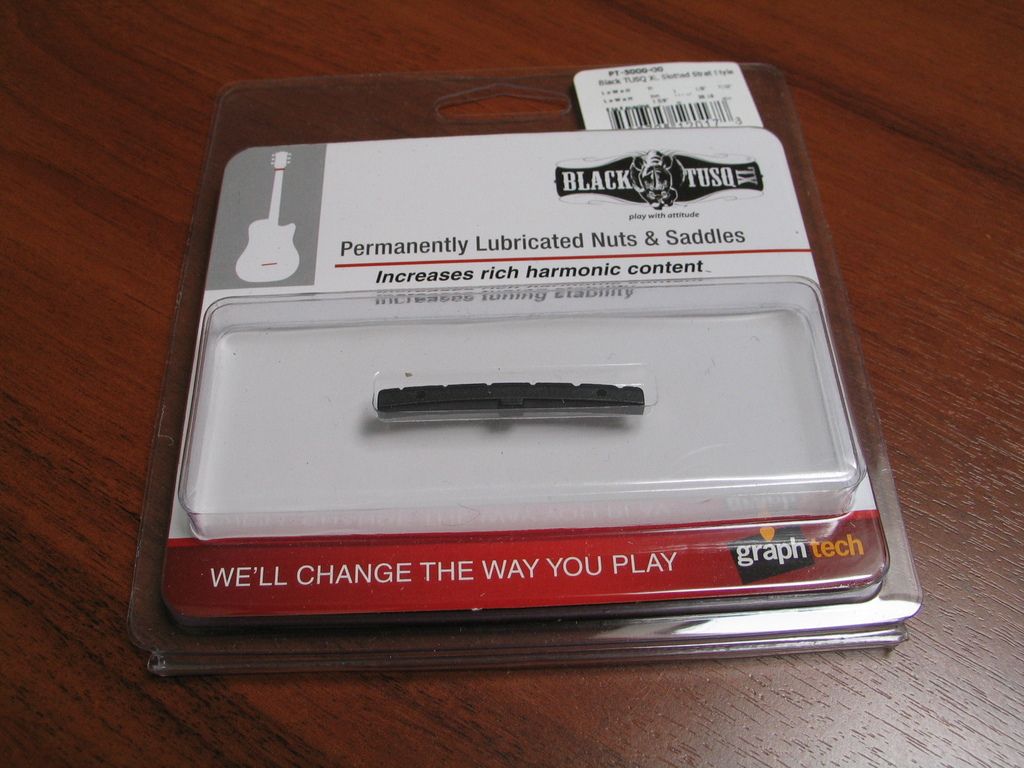 PT-5000-00
Black TUSQ XL Slotted Strat Style
BLACK TUSQ XL
play with attitude
Permanently Lubricated Nuts & Saddles
Increases rich harmonic content
Increases tuning stability
WE'LL CHANGE THE WAY YOU PLAY
graph tech